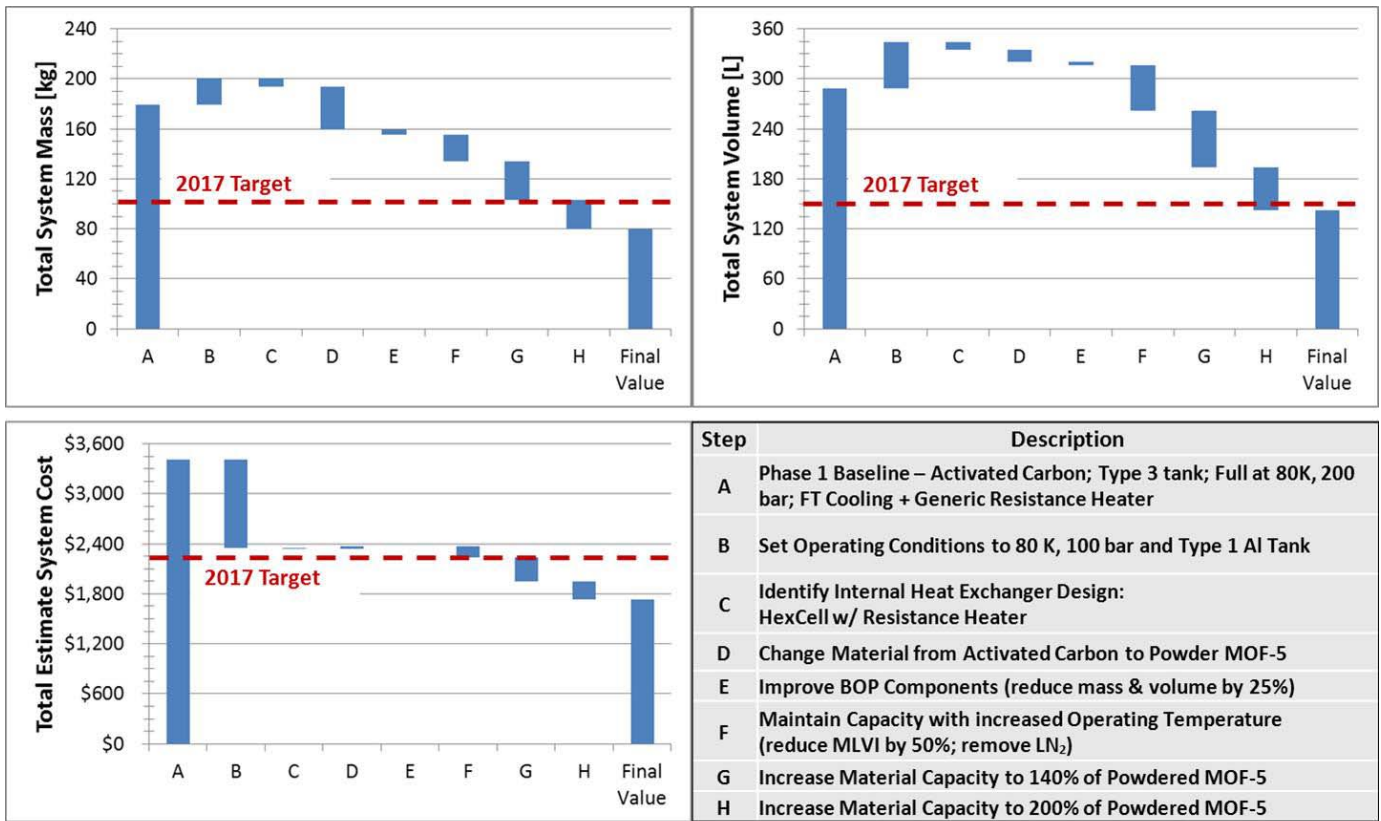 Total System Mass [kg]
240
200
160
120
80
40
0
2017 Target
A B C D E F G H Final
Value
Total System Volume [L]
360
300
240
180
120
60
0
2017 Target
A B C D E F G H Final
Value
Total Estimate System Cost
$3,600
$3,000
$2,400
$1,800
$1,200
$600
$0
2017 Target
A B C D E F G H Final
Value
Step Description
A Phase 1 Baseline – Activated Carbon; Type 3 tank; Full at 80K, 200
bar; FT Cooling + Generic Resistance Heater
B Set Operating Conditions to 80 K, 100 bar and Type 1 Al Tank
C Identify Internal Heat Exchanger Design:
HexCell w/ Resistance Heater
D Change Material from Activated Carbon to Powder MOF-5
E Improve BOP Components (reduce mass & volume by 25%)
F Maintain Capacity with increased Operating Temperature
(reduce MLVI by 50%; remove LN₂)
G Increase Material Capacity to 140% of Powdered MOF-5
H Increase Material Capacity to 200% of Powdered MOF-5